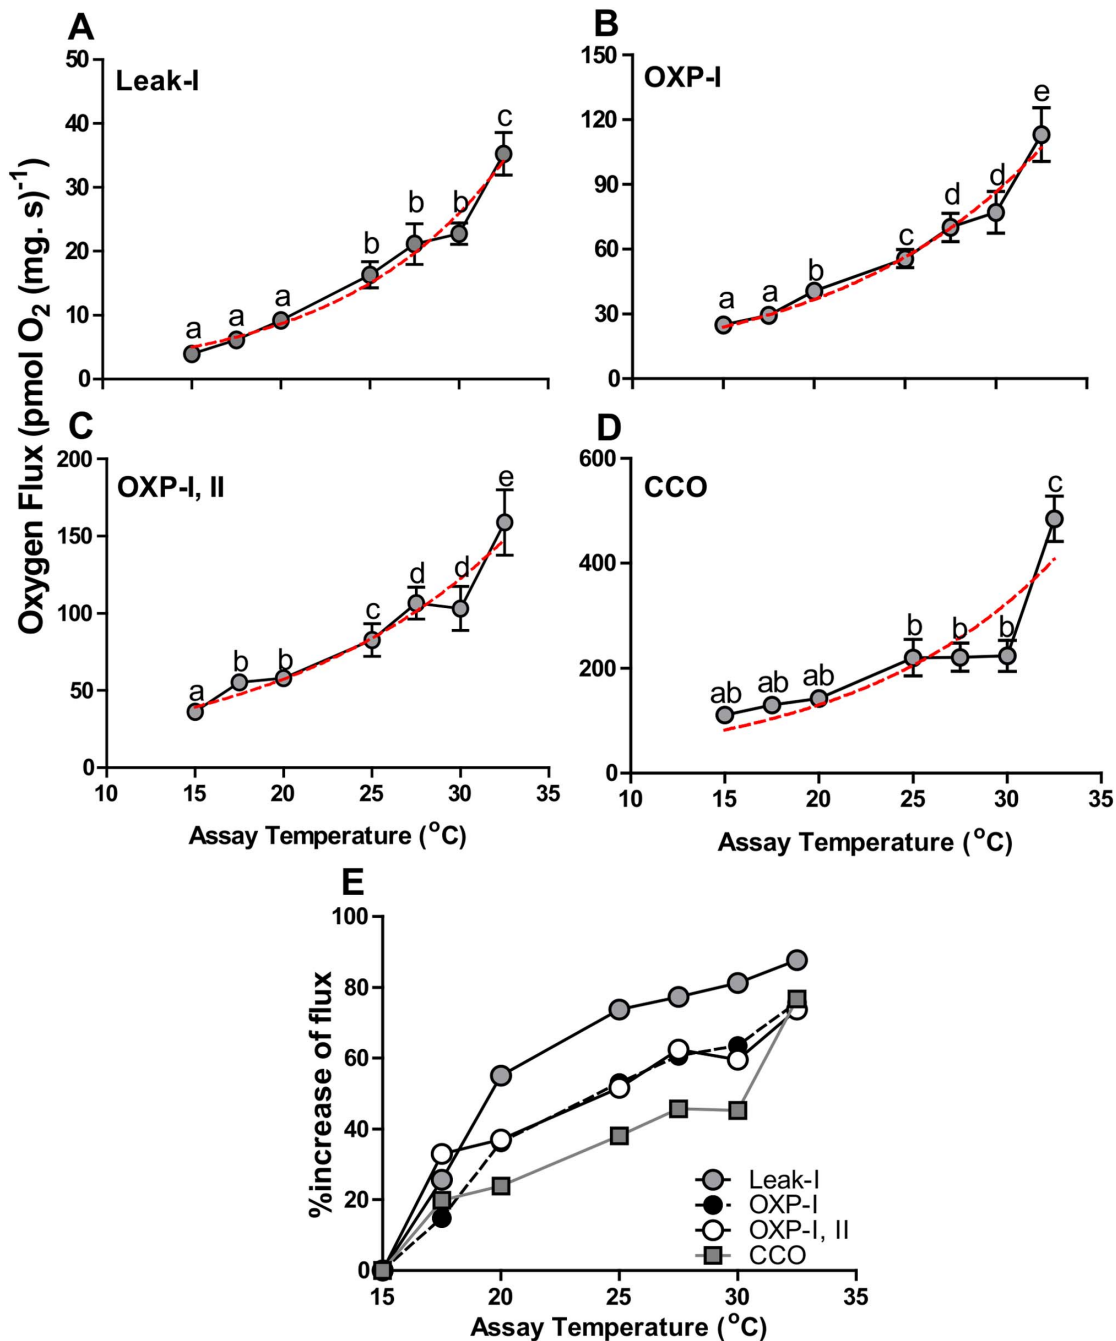 A
Leak-I
50
40
30
20
10
0
a
a
a
b
b
b
c
B
OXP-I
150
120
90
60
30
0
a
a
b
c
d
d
e
Oxygen Flux (pmol O₂ (mg. s)⁻¹)
C
OXP-I, II
200
150
100
50
0
a
b
b
c
d
d
e
10 15 20 25 30 35
Assay Temperature (°C)
D
CCO
600
400
200
0
ab
ab
ab
b
b
b
c
10 15 20 25 30 35
Assay Temperature (°C)
E
%increase of flux
100
80
60
40
20
0
Leak-I
OXP-I
OXP-I, II
CCO
15 20 25 30 35
Assay Temperature (°C)